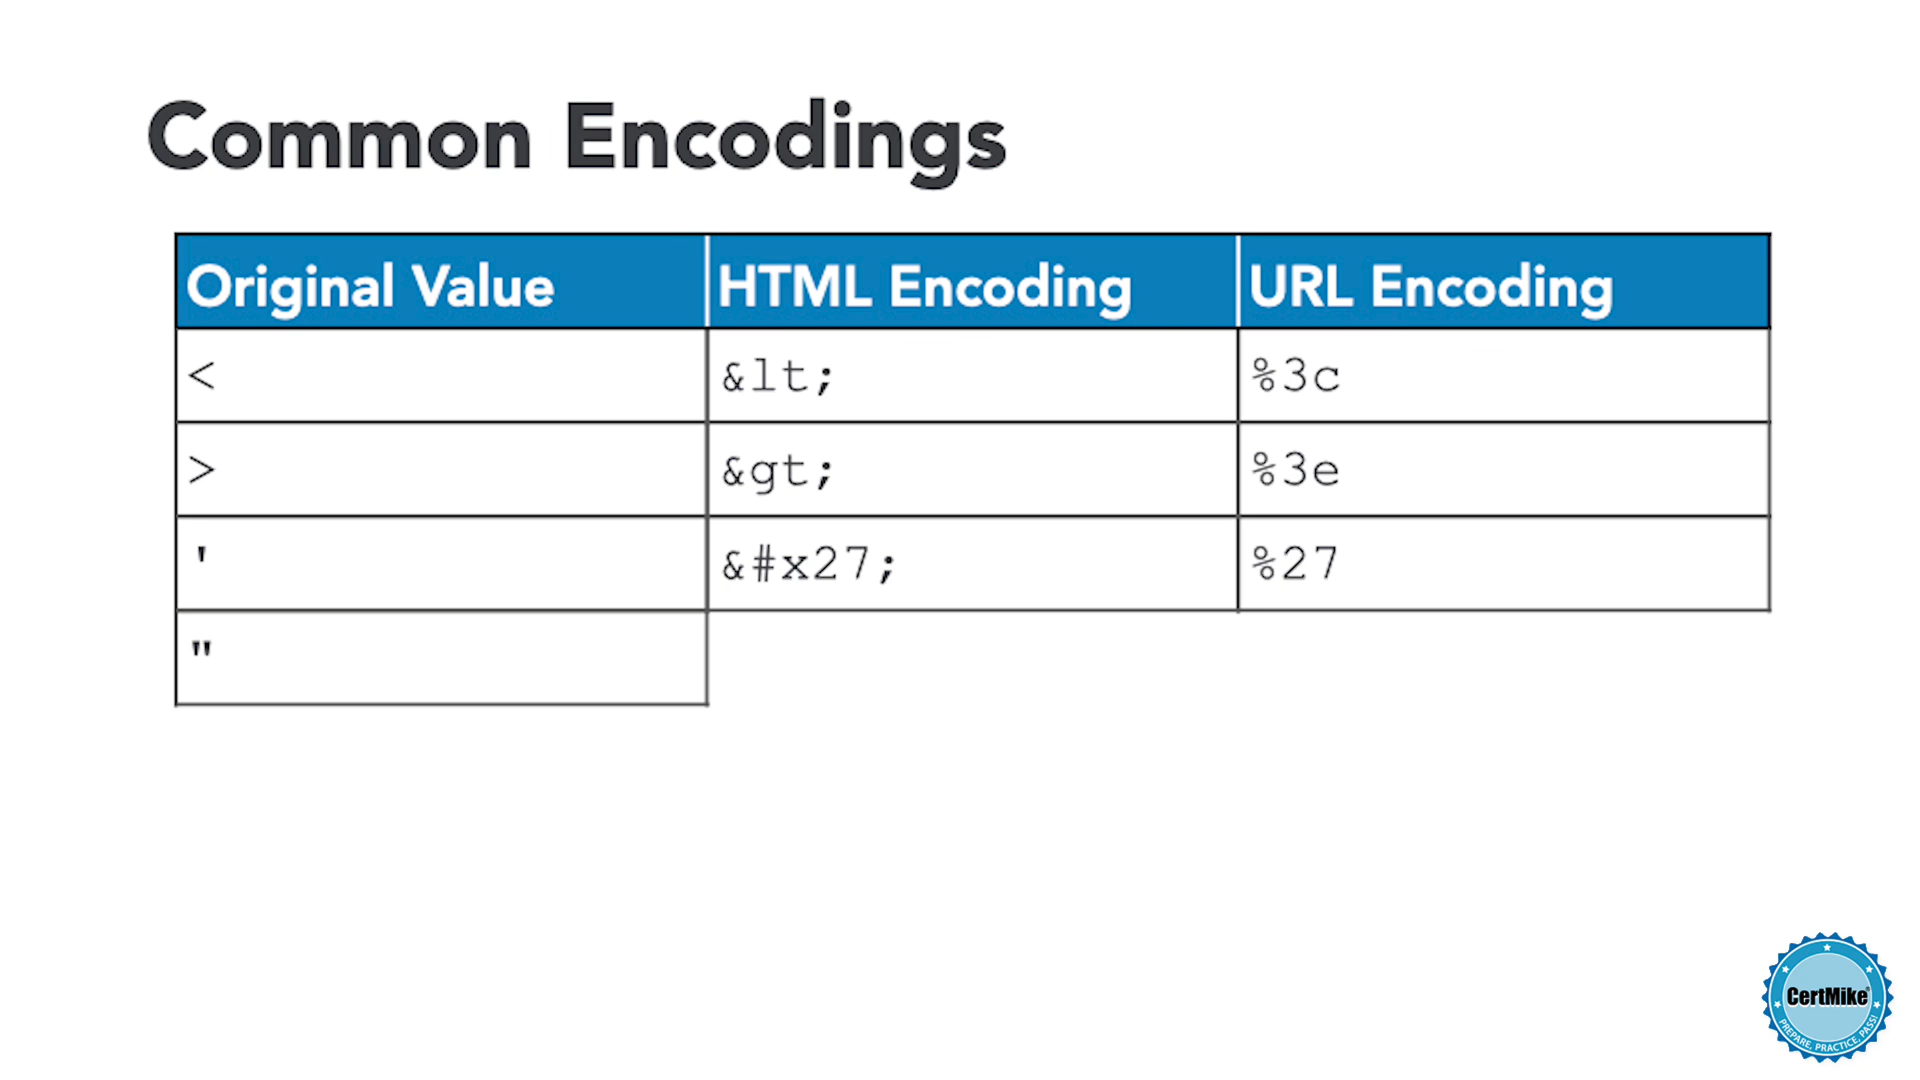 Common Encodings
Original Value HTML Encoding URL Encoding
< &lt; %3c
> &gt; %3e
' &#x27; %27
"
CertMike®
PREPARE, PRACTICE, PASS!